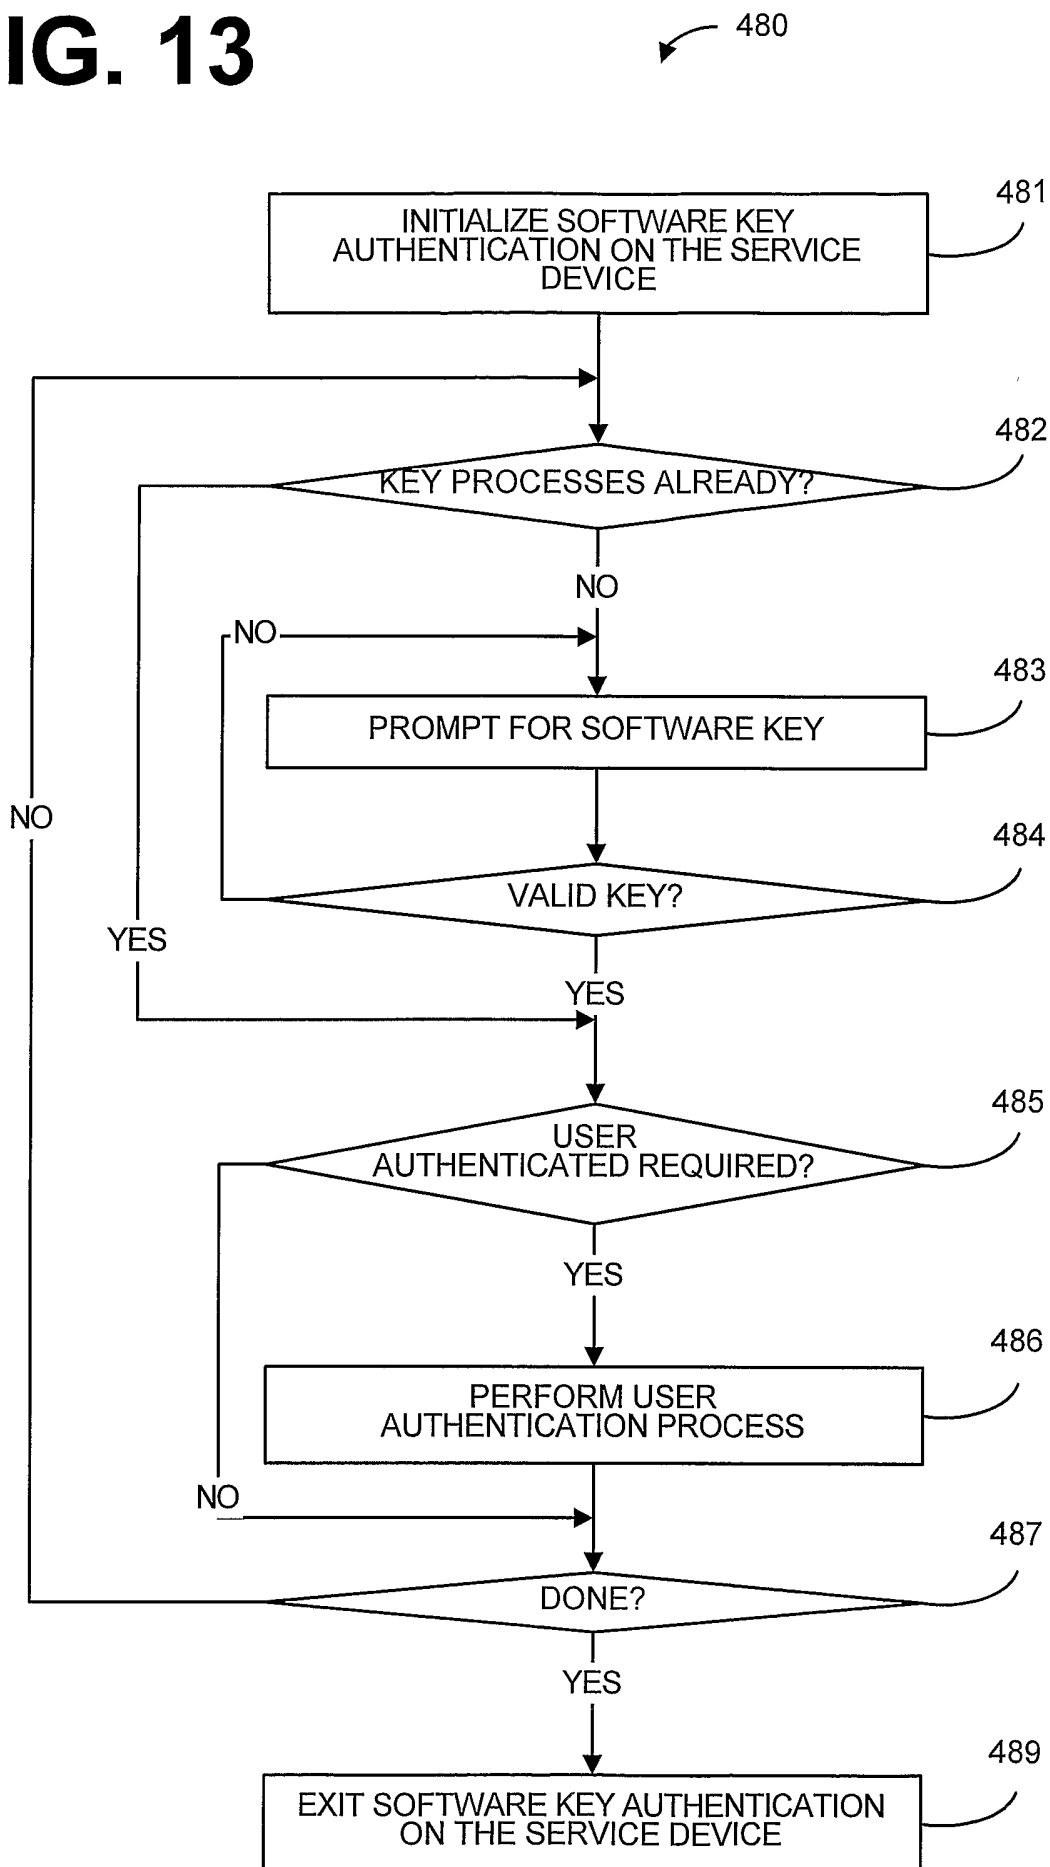 IG. 13
480
481
INITIALIZE SOFTWARE KEY
AUTHENTICATION ON THE SERVICE
DEVICE
482
KEY PROCESSES ALREADY?
NO
NO
483
PROMPT FOR SOFTWARE KEY
NO
484
VALID KEY?
YES
YES
485
USER
AUTHENTICATED REQUIRED?
YES
486
PERFORM USER
AUTHENTICATION PROCESS
NO
487
DONE?
YES
489
EXIT SOFTWARE KEY AUTHENTICATION
ON THE SERVICE DEVICE